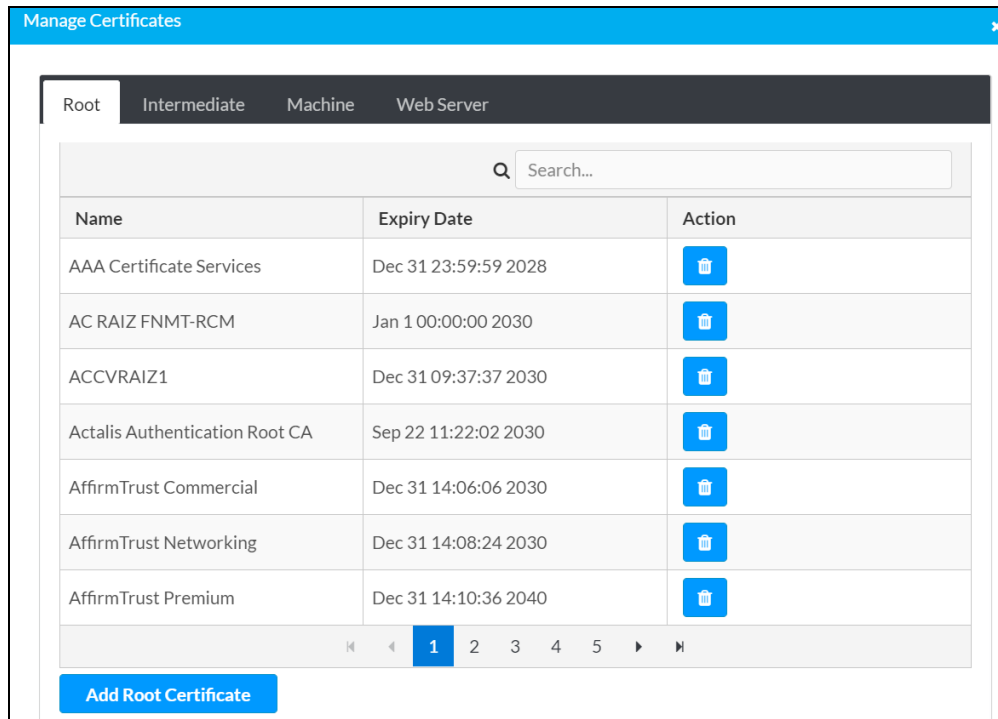 Manage Certificates
Root Intermediate Machine Web Server
Search...
Name Expiry Date Action
AAA Certificate Services Dec 31 23:59:59 2028
AC RAIZ FNMT-RCM Jan 1 00:00:00 2030
ACCVRAIZ1 Dec 31 09:37:37 2030
Actalis Authentication Root CA Sep 22 11:22:02 2030
AffirmTrust Commercial Dec 31 14:06:06 2030
AffirmTrust Networking Dec 31 14:08:24 2030
AffirmTrust Premium Dec 31 14:10:36 2040
1 2 3 4 5
Add Root Certificate